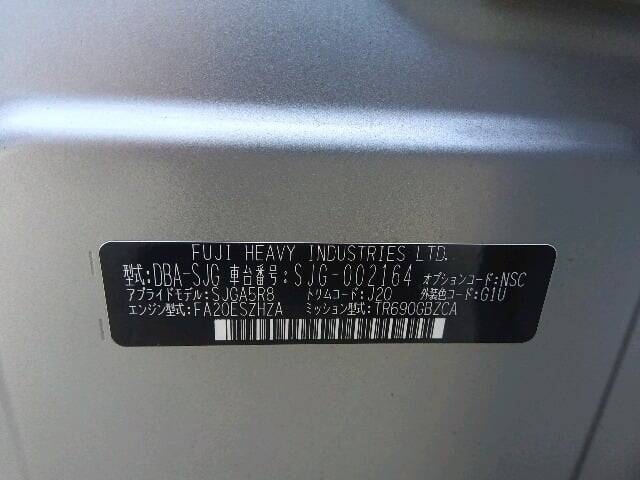 FUJI HEAVY INDUSTRIES LTD.
型式:DBA-SJG 車台番号:SJG-002164 オプションコード:NSC
アプライドモデル:SJGA5R8 トリムコード:J20 外装色コード:G1U
エンジン型式:FA20ESZHZA ミッション型式:TR690GBZCA